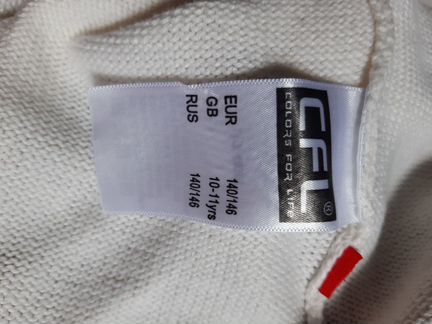 CFL®
COLORS FOR LIFE
EUR 140/146
GB 10-11yrs
RUS 140/146